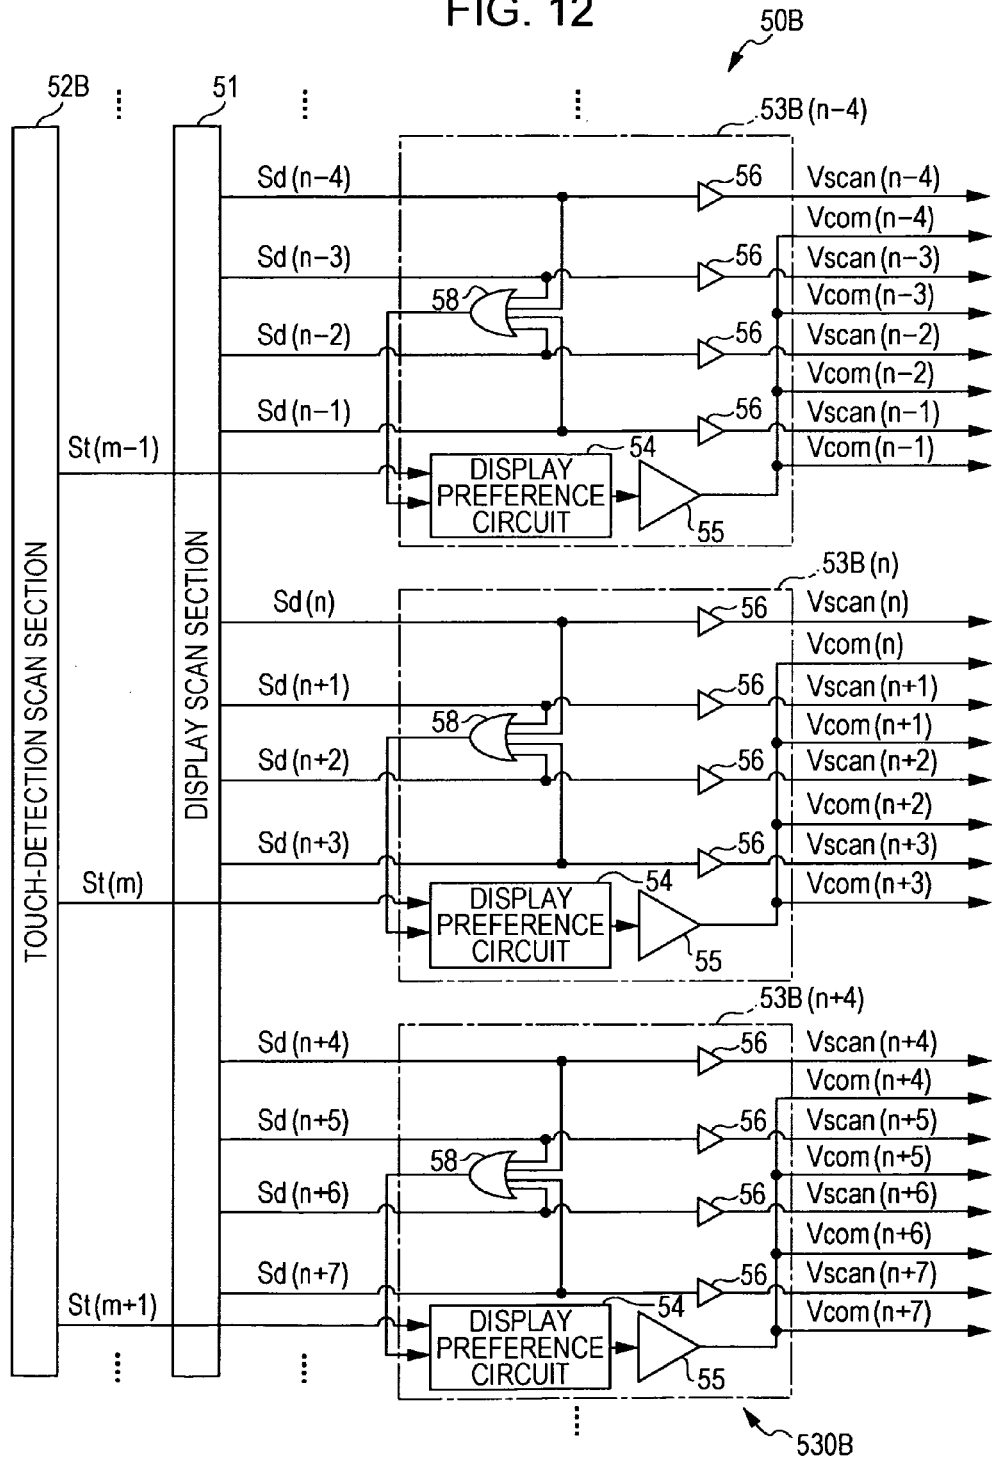 FIG. 12
50B
52B
51
53B(n−4)
Sd(n−4)
56
Vscan(n−4)
Vcom(n−4)
Sd(n−3)
56
Vscan(n−3)
58
Vcom(n−3)
Sd(n−2)
56
Vscan(n−2)
Vcom(n−2)
Sd(n−1)
56
Vscan(n−1)
St(m−1)
54
Vcom(n−1)
DISPLAY
PREFERENCE
CIRCUIT
55
TOUCH-DETECTION SCAN SECTION
DISPLAY SCAN SECTION
53B(n)
Sd(n)
56
Vscan(n)
Vcom(n)
Sd(n+1)
56
Vscan(n+1)
58
Vcom(n+1)
Sd(n+2)
56
Vscan(n+2)
Vcom(n+2)
Sd(n+3)
56
Vscan(n+3)
St(m)
54
Vcom(n+3)
DISPLAY
PREFERENCE
CIRCUIT
55
53B(n+4)
Sd(n+4)
56
Vscan(n+4)
Vcom(n+4)
Sd(n+5)
56
Vscan(n+5)
58
Vcom(n+5)
Sd(n+6)
56
Vscan(n+6)
Vcom(n+6)
Sd(n+7)
56
Vscan(n+7)
St(m+1)
54
Vcom(n+7)
DISPLAY
PREFERENCE
CIRCUIT
55
530B